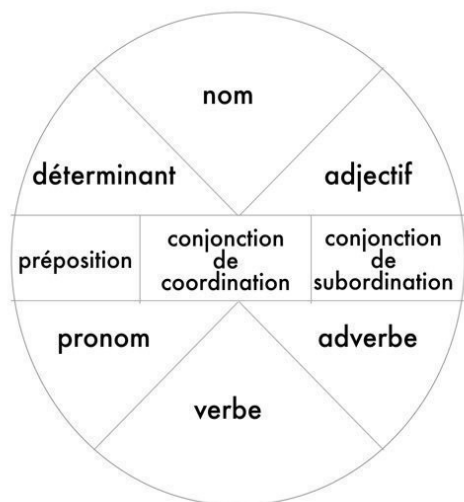 nom
déterminant
adjectif
préposition
conjonction
de
coordination
conjonction
de
subordination
pronom
adverbe
verbe